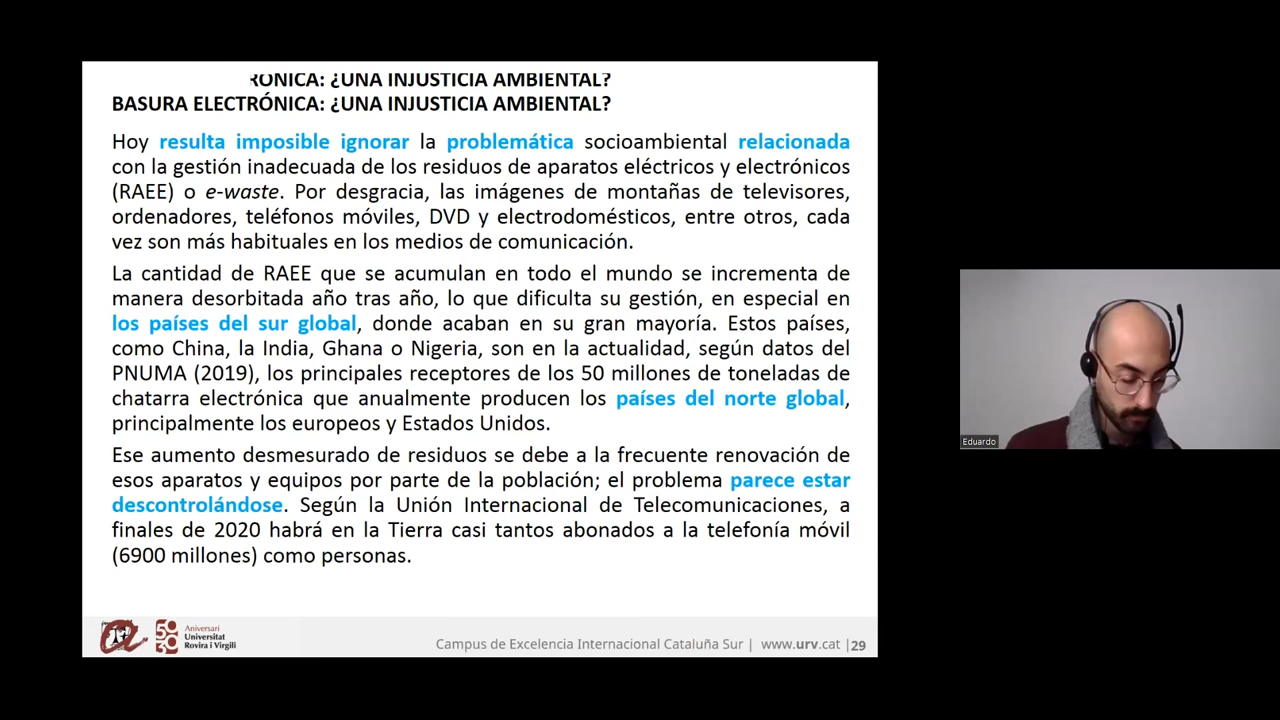 RÓNICA: ¿UNA INJUSTICIA AMBIENTAL?
BASURA ELECTRÓNICA: ¿UNA INJUSTICIA AMBIENTAL?
Hoy resulta imposible ignorar la problemática socioambiental relacionada
con la gestión inadecuada de los residuos de aparatos eléctricos y electrónicos
(RAEE) o e-waste. Por desgracia, las imágenes de montañas de televisores,
ordenadores, teléfonos móviles, DVD y electrodomésticos, entre otros, cada
vez son más habituales en los medios de comunicación.
La cantidad de RAEE que se acumulan en todo el mundo se incrementa de
manera desorbitada año tras año, lo que dificulta su gestión, en especial en
los países del sur global, donde acaban en su gran mayoría. Estos países,
como China, la India, Ghana o Nigeria, son en la actualidad, según datos del
PNUMA (2019), los principales receptores de los 50 millones de toneladas de
chatarra electrónica que anualmente producen los países del norte global,
principalmente los europeos y Estados Unidos.
Ese aumento desmesurado de residuos se debe a la frecuente renovación de
esos aparatos y equipos por parte de la población; el problema parece estar
descontrolándose. Según la Unión Internacional de Telecomunicaciones, a
finales de 2020 habrá en la Tierra casi tantos abonados a la telefonía móvil
(6900 millones) como personas.
Aniversari
Universitat
Rovira i Virgili
Campus de Excelencia Internacional Cataluña Sur | www.urv.cat |29
Eduardo